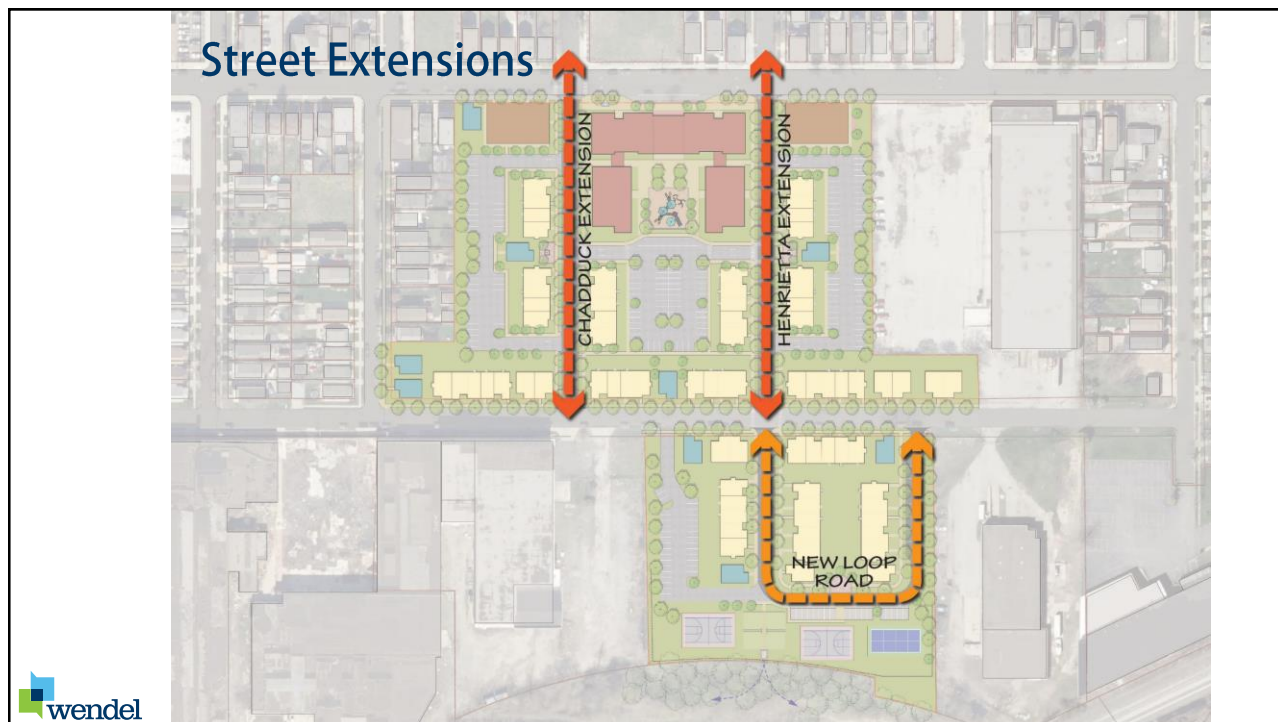 Street Extensions
CHADDUCK EXTENSION
HENRIETTA EXTENSION
NEW LOOP
ROAD
wendel